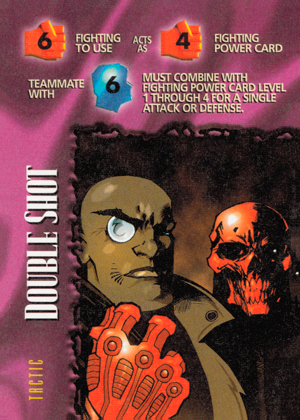 6 FIGHTING TO USE ACTS AS 4 FIGHTING POWER CARD
TEAMMATE WITH 6 MUST COMBINE WITH
FIGHTING POWER CARD LEVEL
1 THROUGH 4 FOR A SINGLE
ATTACK OR DEFENSE.
DOUBLE SHOT
TACTIC